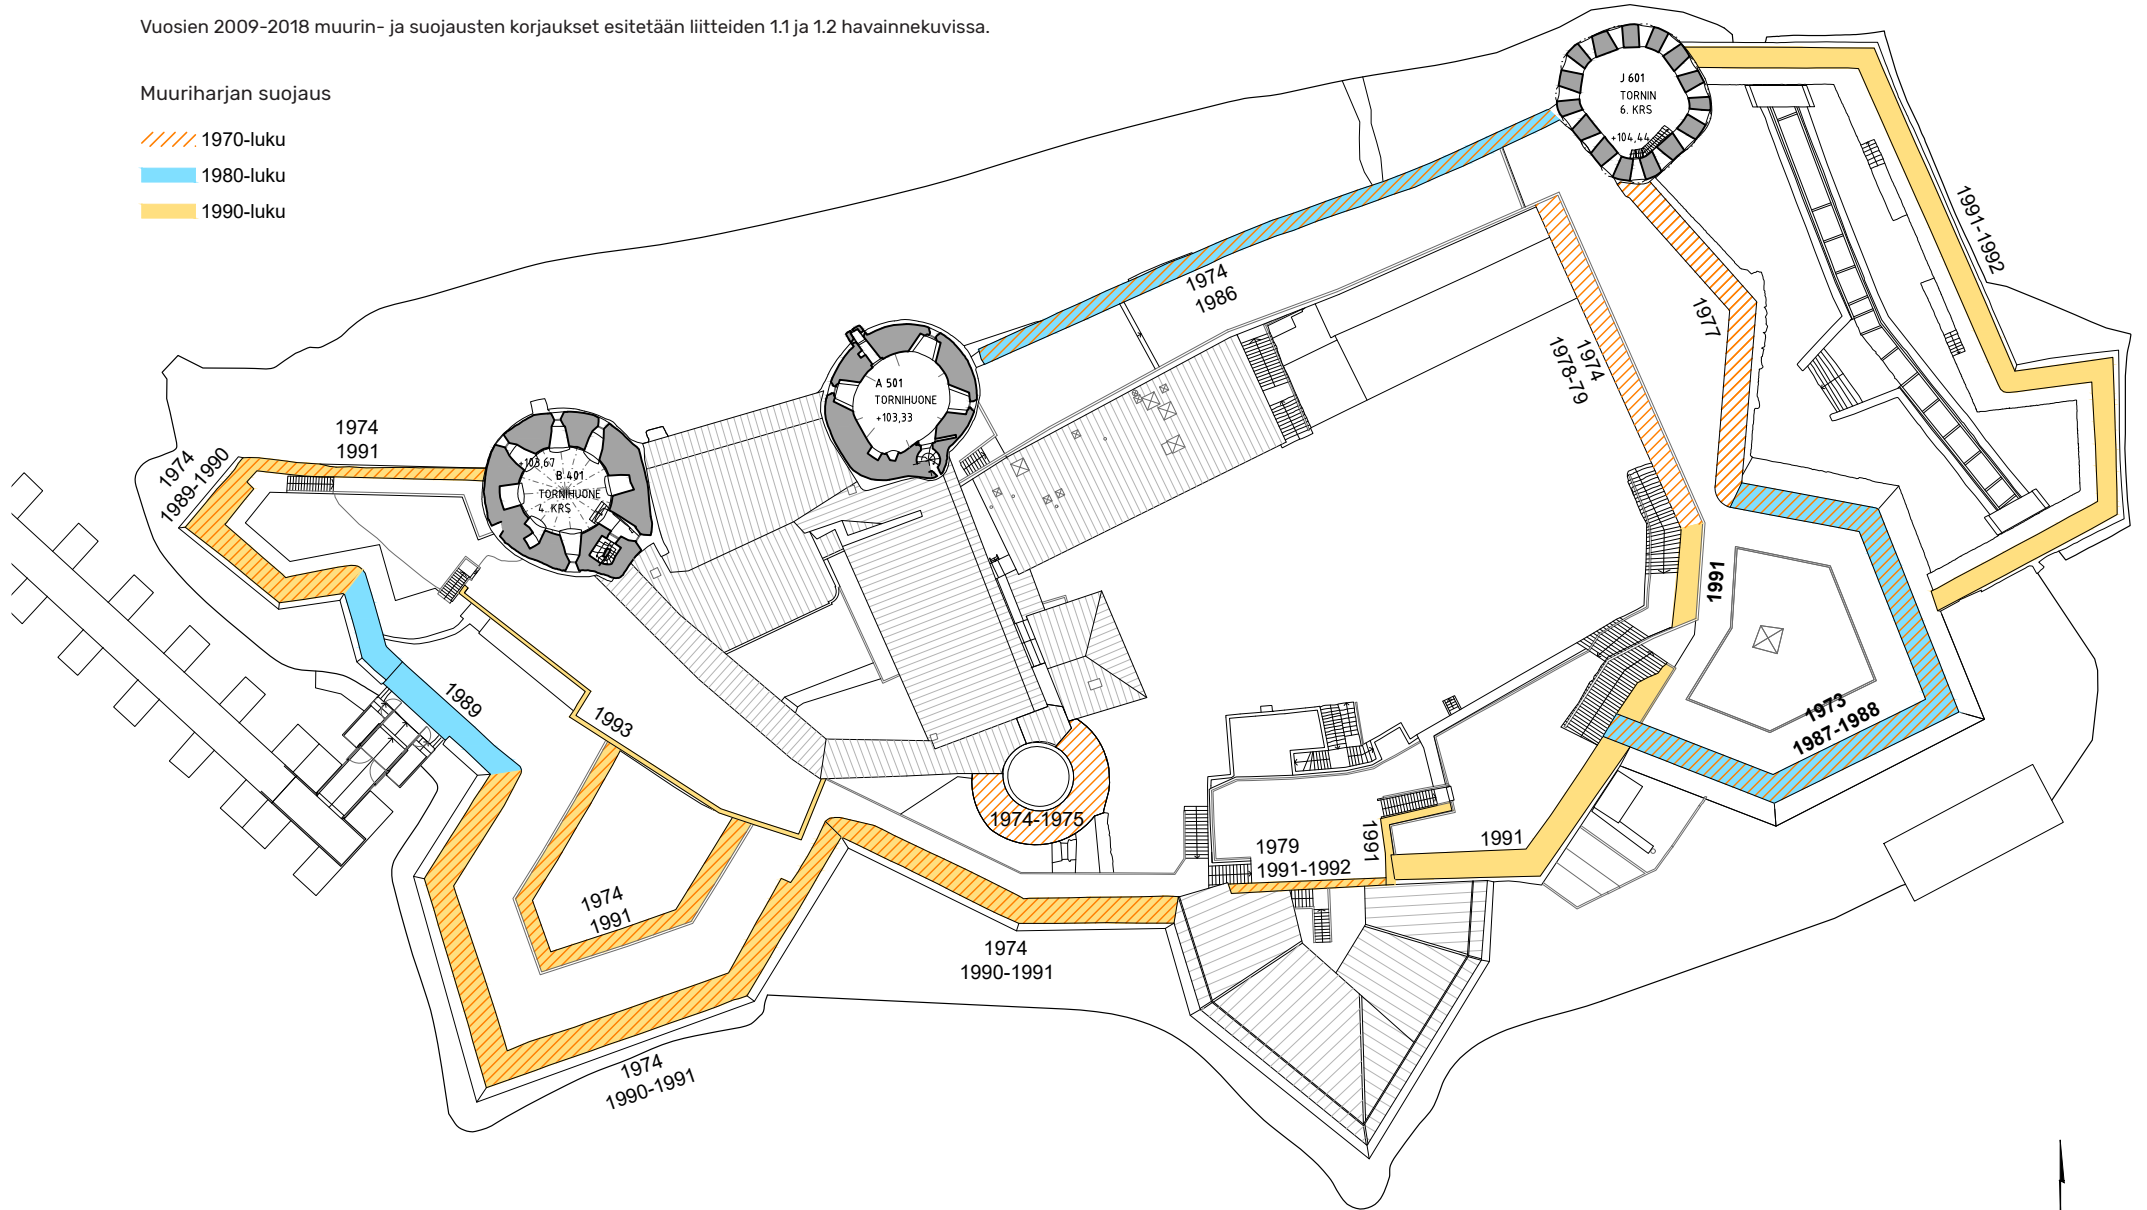 Vuosien 2009-2018 muurin- ja suojausten korjaukset esitetään liitteiden 1.1 ja 1.2 havainnekuvissa.
Muuriharjan suojaus
1970-luku
1980-luku
1990-luku
J 601
TORNIN
6. KRS
+104,44
1991-1992
1974
1986
1977
1974
1978-79
A 501
TORNIHUONE
+103,33
1974
1991
1974
1989-1990
+103,67
B 401
TORNIHUONE
4. KRS
1991
1989
1993
1973
1987-1988
1974-1975
1979
1991-1992
1991
1991
1974
1991
1974
1990-1991
1974
1990-1991